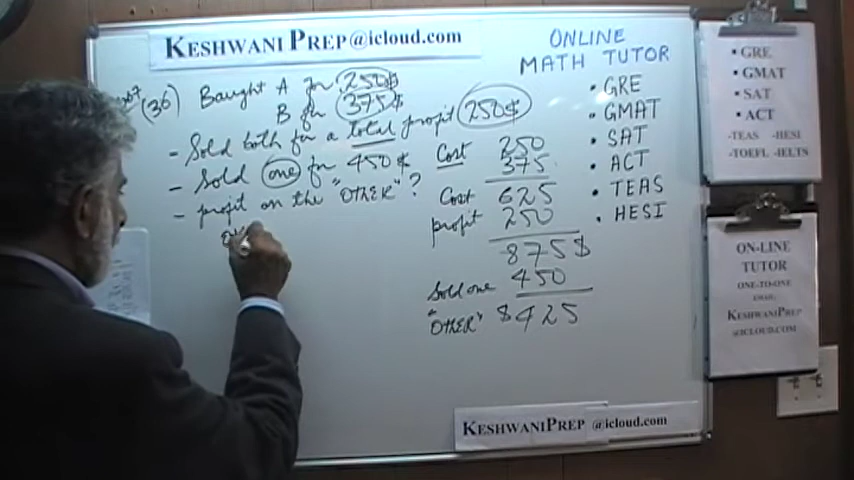 KESHWANI PREP@icloud.com
(36) Baught A for 250$
B for 375$
- Sold both for a total profit 250$
- Sold one for 450$
- profit on the "OTHER"?
Cost 250
375
Cost 625
profit 250
875$
Sold one 450
"OTHER" $425
ONLINE
MATH TUTOR
• GRE
• GMAT
• SAT
• ACT
• TEAS
• HESI
• GRE
• GMAT
• SAT
• ACT
-TEAS -HESI
-TOEFL -IELTS
ON-LINE
TUTOR
ONE-TO-ONE
EMAIL:
KESHWANIPREP
@ICLOUD.COM
KESHWANIPREP @icloud.com